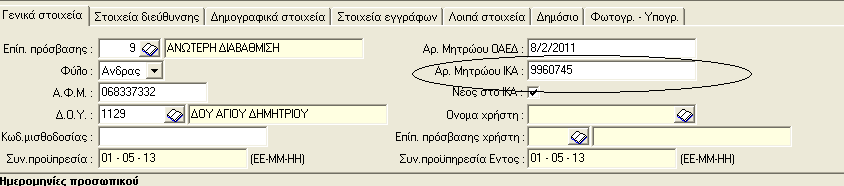 Γενικά στοιχεία Στοιχεία διεύθυνσης Δημογραφικά στοιχεία Στοιχεία εγγράφων Λοιπά στοιχεία Δημόσιο Φωτογρ. - Υπογρ.
Επίπ. πρόσβασης : 9 ΑΝΩΤΕΡΗ ΔΙΑΒΑΘΜΙΣΗ Αρ. Μητρώου ΟΑΕΔ : 8/2/2011
Φύλο : Ανδρας Αρ. Μητρώου ΙΚΑ : 9960745
Α.Φ.Μ. : 068337332 Νέος στο ΙΚΑ :
Δ.Ο.Υ. : 1129 ΔΟΥ ΑΓΙΟΥ ΔΗΜΗΤΡΙΟΥ Ονομα χρήστη :
Κωδ.μισθοδοσίας : Επίπ. πρόσβασης χρήστη :
Συν.προϋπρεσία : 01 - 05 - 13 (ΕΕ-ΜΜ-ΗΗ) Συν.προϋπηρεσία Εντος : 01 - 05 - 13 (ΕΕ-ΜΜ-ΗΗ)
Ημερομηνίες προσωπικού